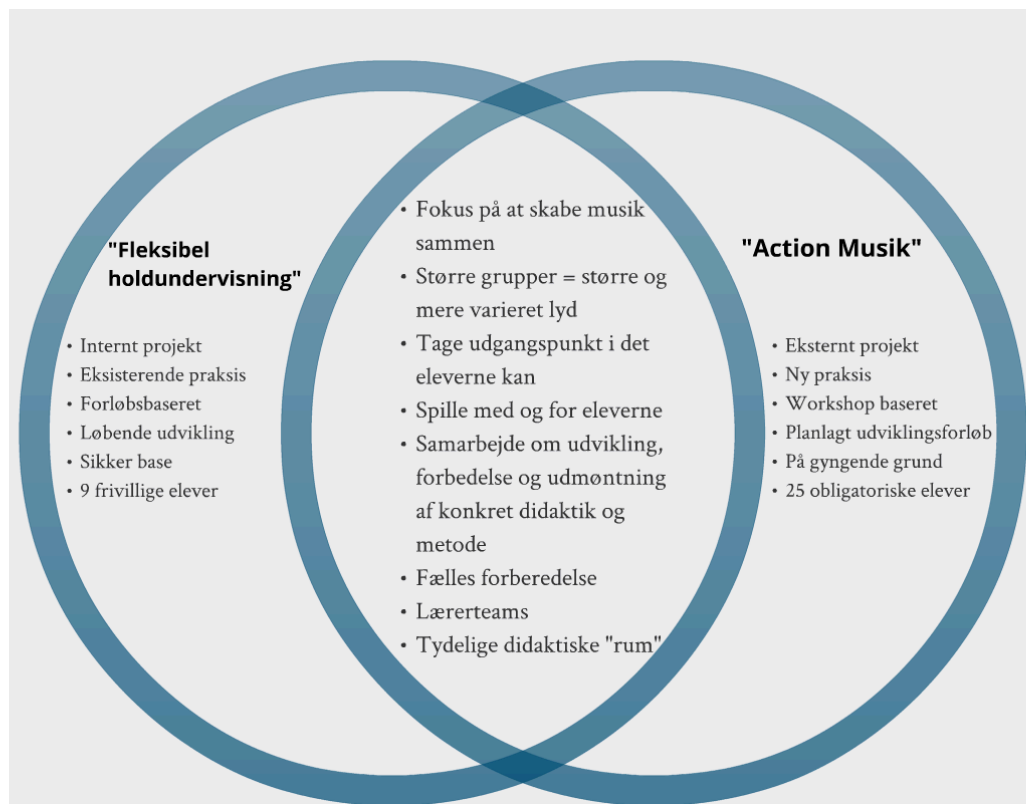 "Fleksibel
holdundervisning"
• Internt projekt
• Eksisterende praksis
• Forløbsbaseret
• Løbende udvikling
• Sikker base
• 9 frivillige elever
• Fokus på at skabe musik
sammen
• Større grupper = større og
mere varieret lyd
• Tage udgangspunkt i det
eleverne kan
• Spille med og for eleverne
• Samarbejde om udvikling,
forbedelse og udmøntning
af konkret didaktik og
metode
• Fælles forberedelse
• Lærerteams
• Tydelige didaktiske "rum"
"Action Musik"
• Eksternt projekt
• Ny praksis
• Workshop baseret
• Planlagt udviklingsforløb
• På gyngende grund
• 25 obligatoriske elever